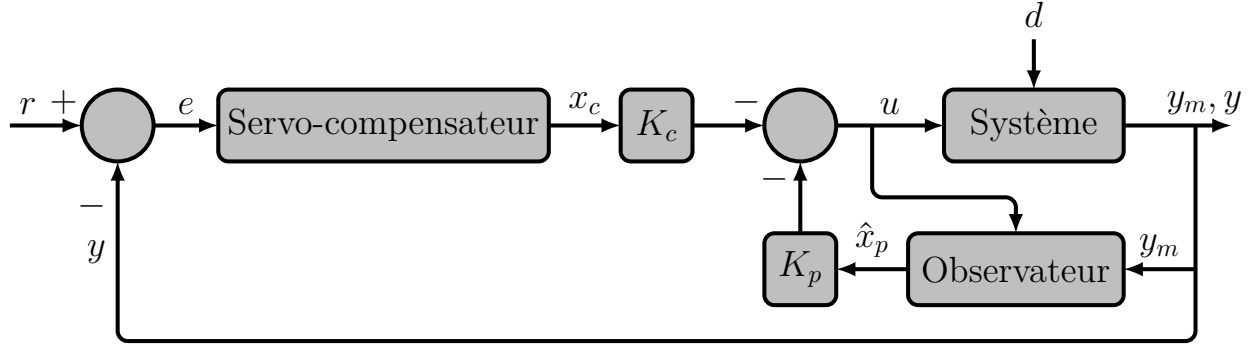 d
r + e Servo-compensateur x_c K_c − u Système y_m, y
−
− y
K_p x̂_p Observateur y_m